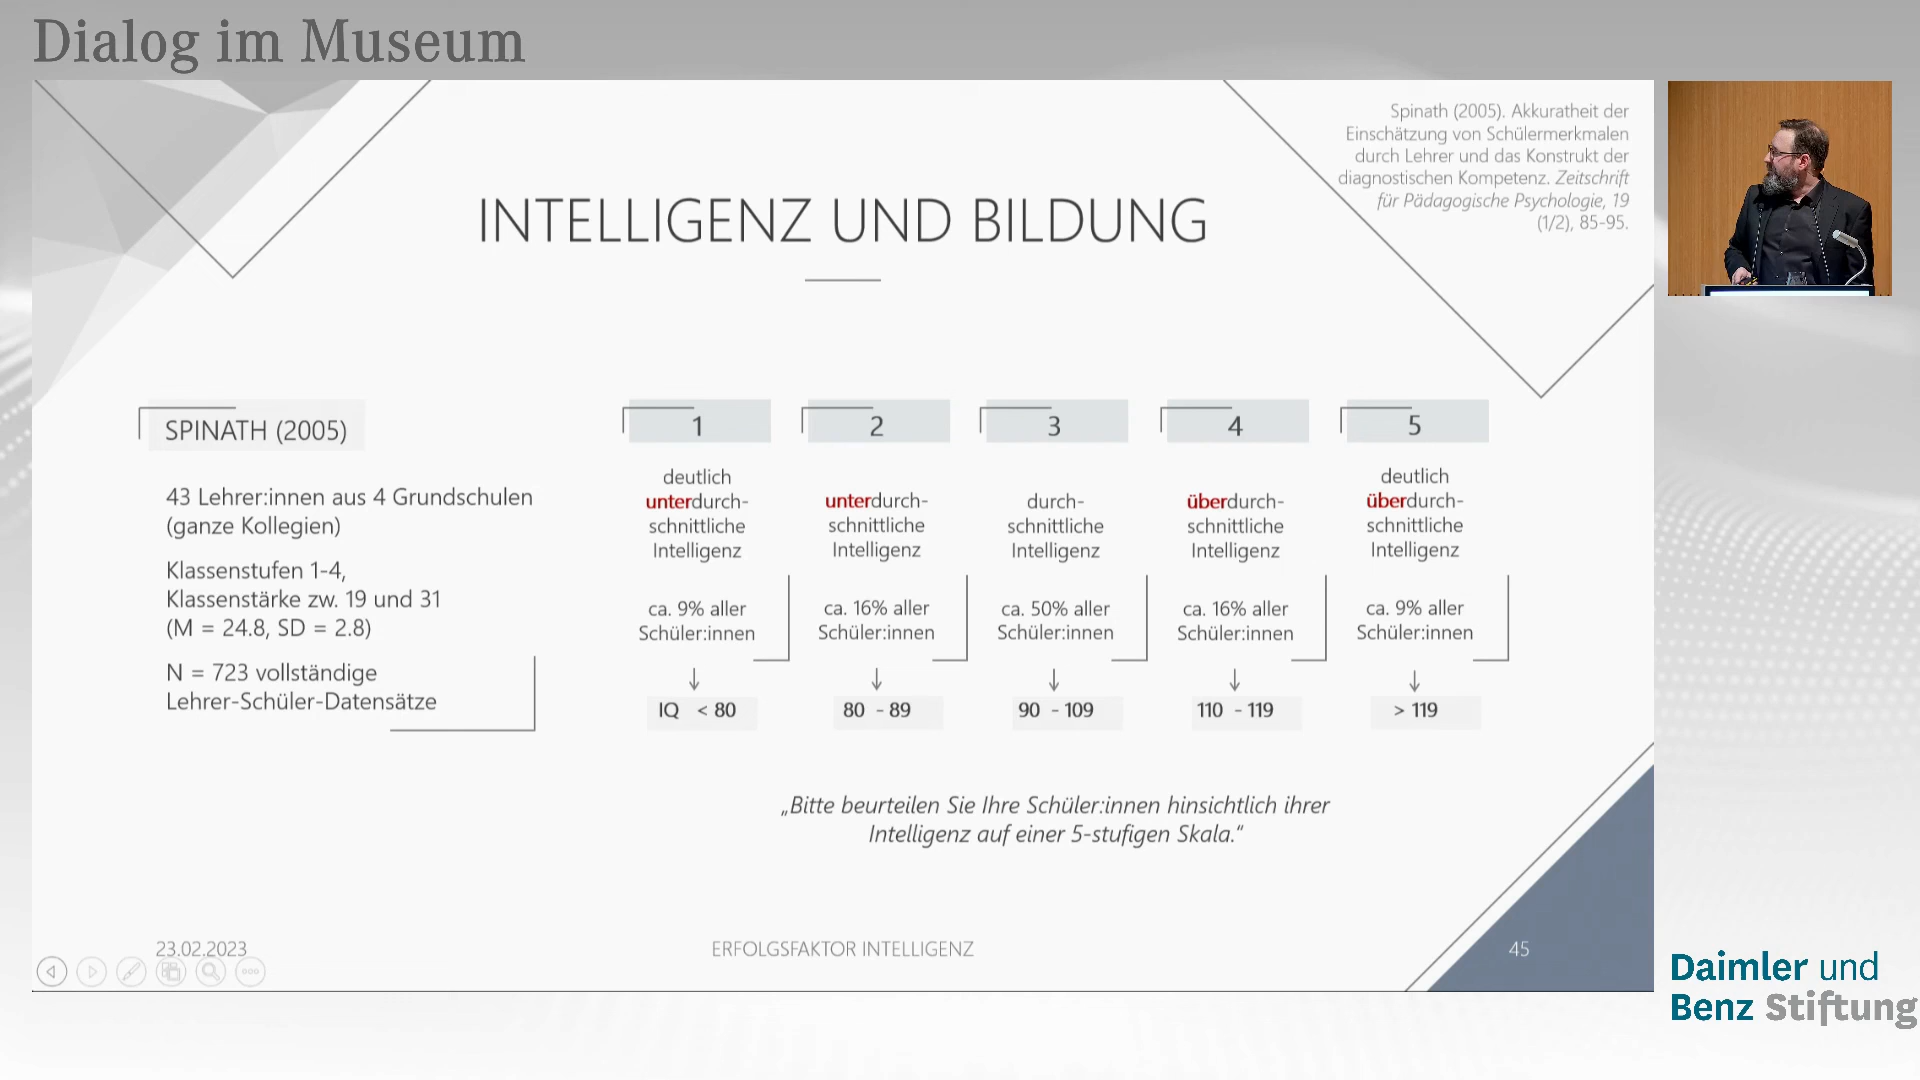 Dialog im Museum
Spinath (2005). Akkuratheit der
Einschätzung von Schülermerkmalen
durch Lehrer und das Konstrukt der
diagnostischen Kompetenz. Zeitschrift
für Pädagogische Psychologie, 19
(1/2), 85-95.
INTELLIGENZ UND BILDUNG
SPINATH (2005)
43 Lehrer:innen aus 4 Grundschulen
(ganze Kollegien)
Klassenstufen 1-4,
Klassenstärke zw. 19 und 31
(M = 24.8, SD = 2.8)
N = 723 vollständige
Lehrer-Schüler-Datensätze
1
deutlich
unterdurch-
schnittliche
Intelligenz
ca. 9% aller
Schüler:innen
IQ < 80
2
unterdurch-
schnittliche
Intelligenz
ca. 16% aller
Schüler:innen
80 - 89
3
durch-
schnittliche
Intelligenz
ca. 50% aller
Schüler:innen
90 - 109
4
überdurch-
schnittliche
Intelligenz
ca. 16% aller
Schüler:innen
110 - 119
5
deutlich
überdurch-
schnittliche
Intelligenz
ca. 9% aller
Schüler:innen
> 119
„Bitte beurteilen Sie Ihre Schüler:innen hinsichtlich ihrer
Intelligenz auf einer 5-stufigen Skala.“
23.02.2023
ERFOLGSFAKTOR INTELLIGENZ
45
Daimler und
Benz Stiftung